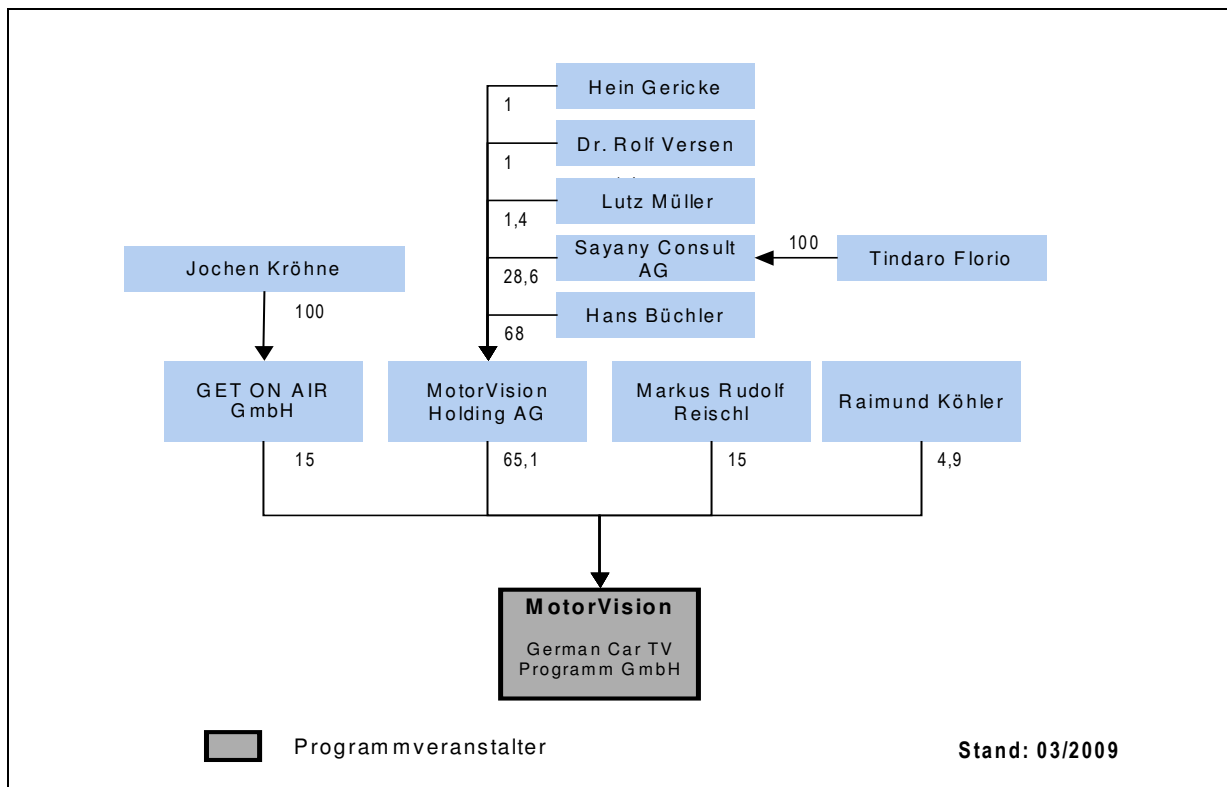 Hein Gericke
1
Dr. Rolf Versen
1
Lutz Müller
1,4
Sayany Consult
AG
28,6
100
Tindaro Florio
Hans Büchler
68
Jochen Kröhne
100
GET ON AIR
GmbH
MotorVision
Holding AG
Markus Rudolf
Reischl
Raimund Köhler
15
65,1
15
4,9
MotorVision
German Car TV
Programm GmbH
Programmveranstalter
Stand: 03/2009